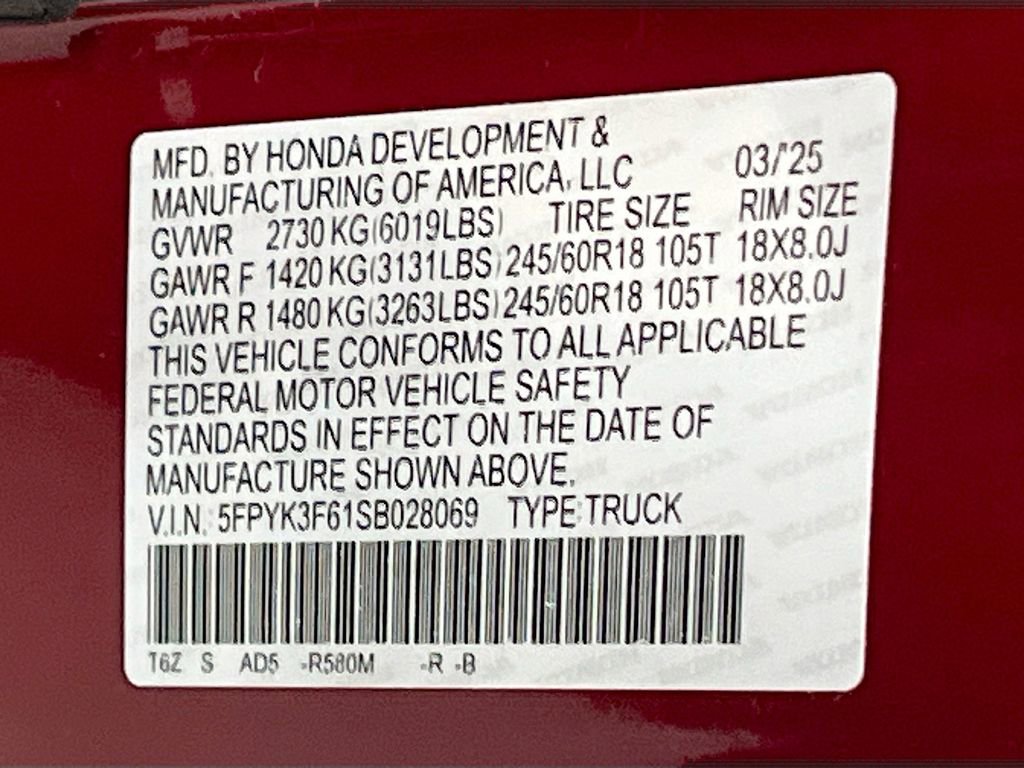 MFD. BY HONDA DEVELOPMENT &
MANUFACTURING OF AMERICA, LLC 03/'25
GVWR 2730 KG(6019LBS) TIRE SIZE RIM SIZE
GAWR F 1420 KG(3131LBS) 245/60R18 105T 18X8.0J
GAWR R 1480 KG(3263LBS) 245/60R18 105T 18X8.0J
THIS VEHICLE CONFORMS TO ALL APPLICABLE
FEDERAL MOTOR VEHICLE SAFETY
STANDARDS IN EFFECT ON THE DATE OF
MANUFACTURE SHOWN ABOVE.
V.I.N.: 5FPYK3F61SB028069 TYPE:TRUCK
T6Z S AD5 -R580M -R -B